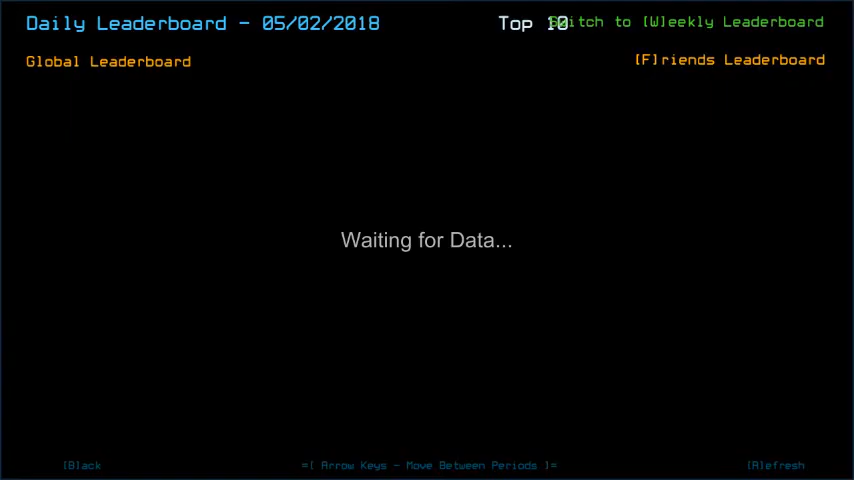 Daily Leaderboard - 05/02/2018
Top 10
Switch to [W]eekly Leaderboard
Global Leaderboard
[F]riends Leaderboard
Waiting for Data...
[B]ack
=[ Arrow Keys - Move Between Periods ]=
[R]efresh